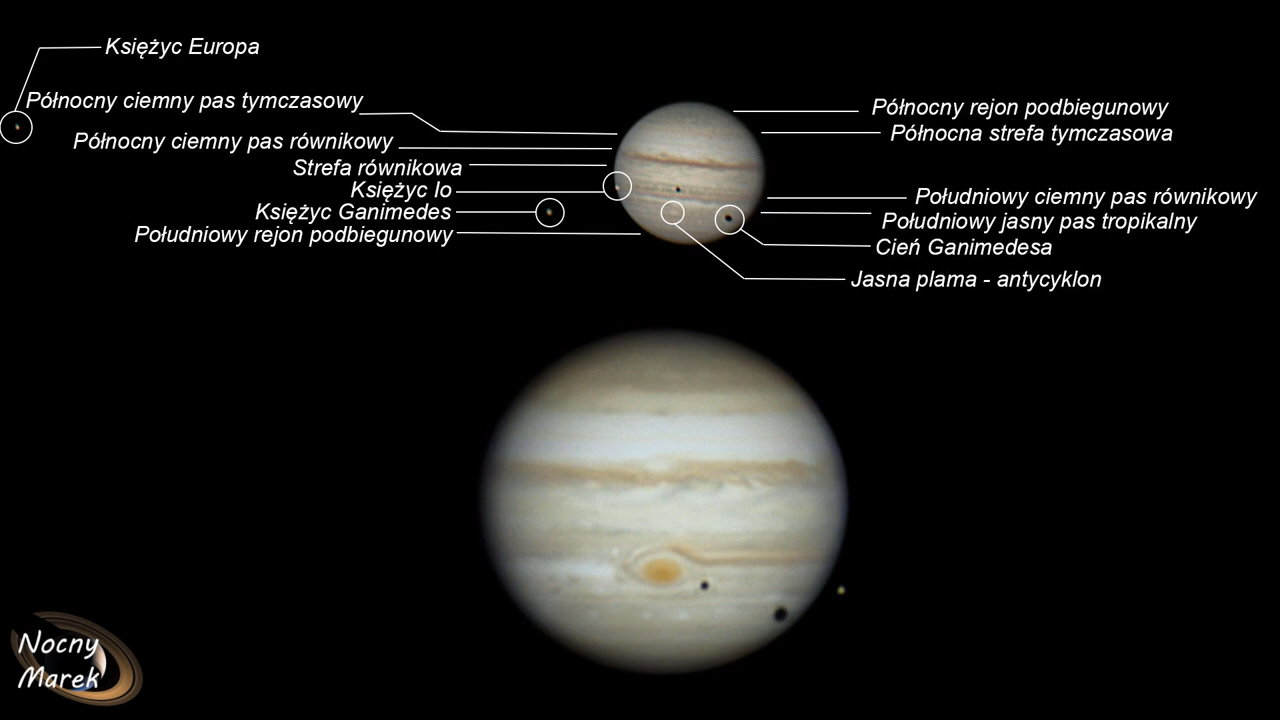 Księżyc Europa
Północny ciemny pas tymczasowy
Północny rejon podbiegunowy
Północna strefa tymczasowa
Północny ciemny pas równikowy
Strefa równikowa
Księżyc Io
Południowy ciemny pas równikowy
Księżyc Ganimedes
Południowy jasny pas tropikalny
Południowy rejon podbiegunowy
Cień Ganimedesa
Jasna plama - antycyklon
Nocny
Marek